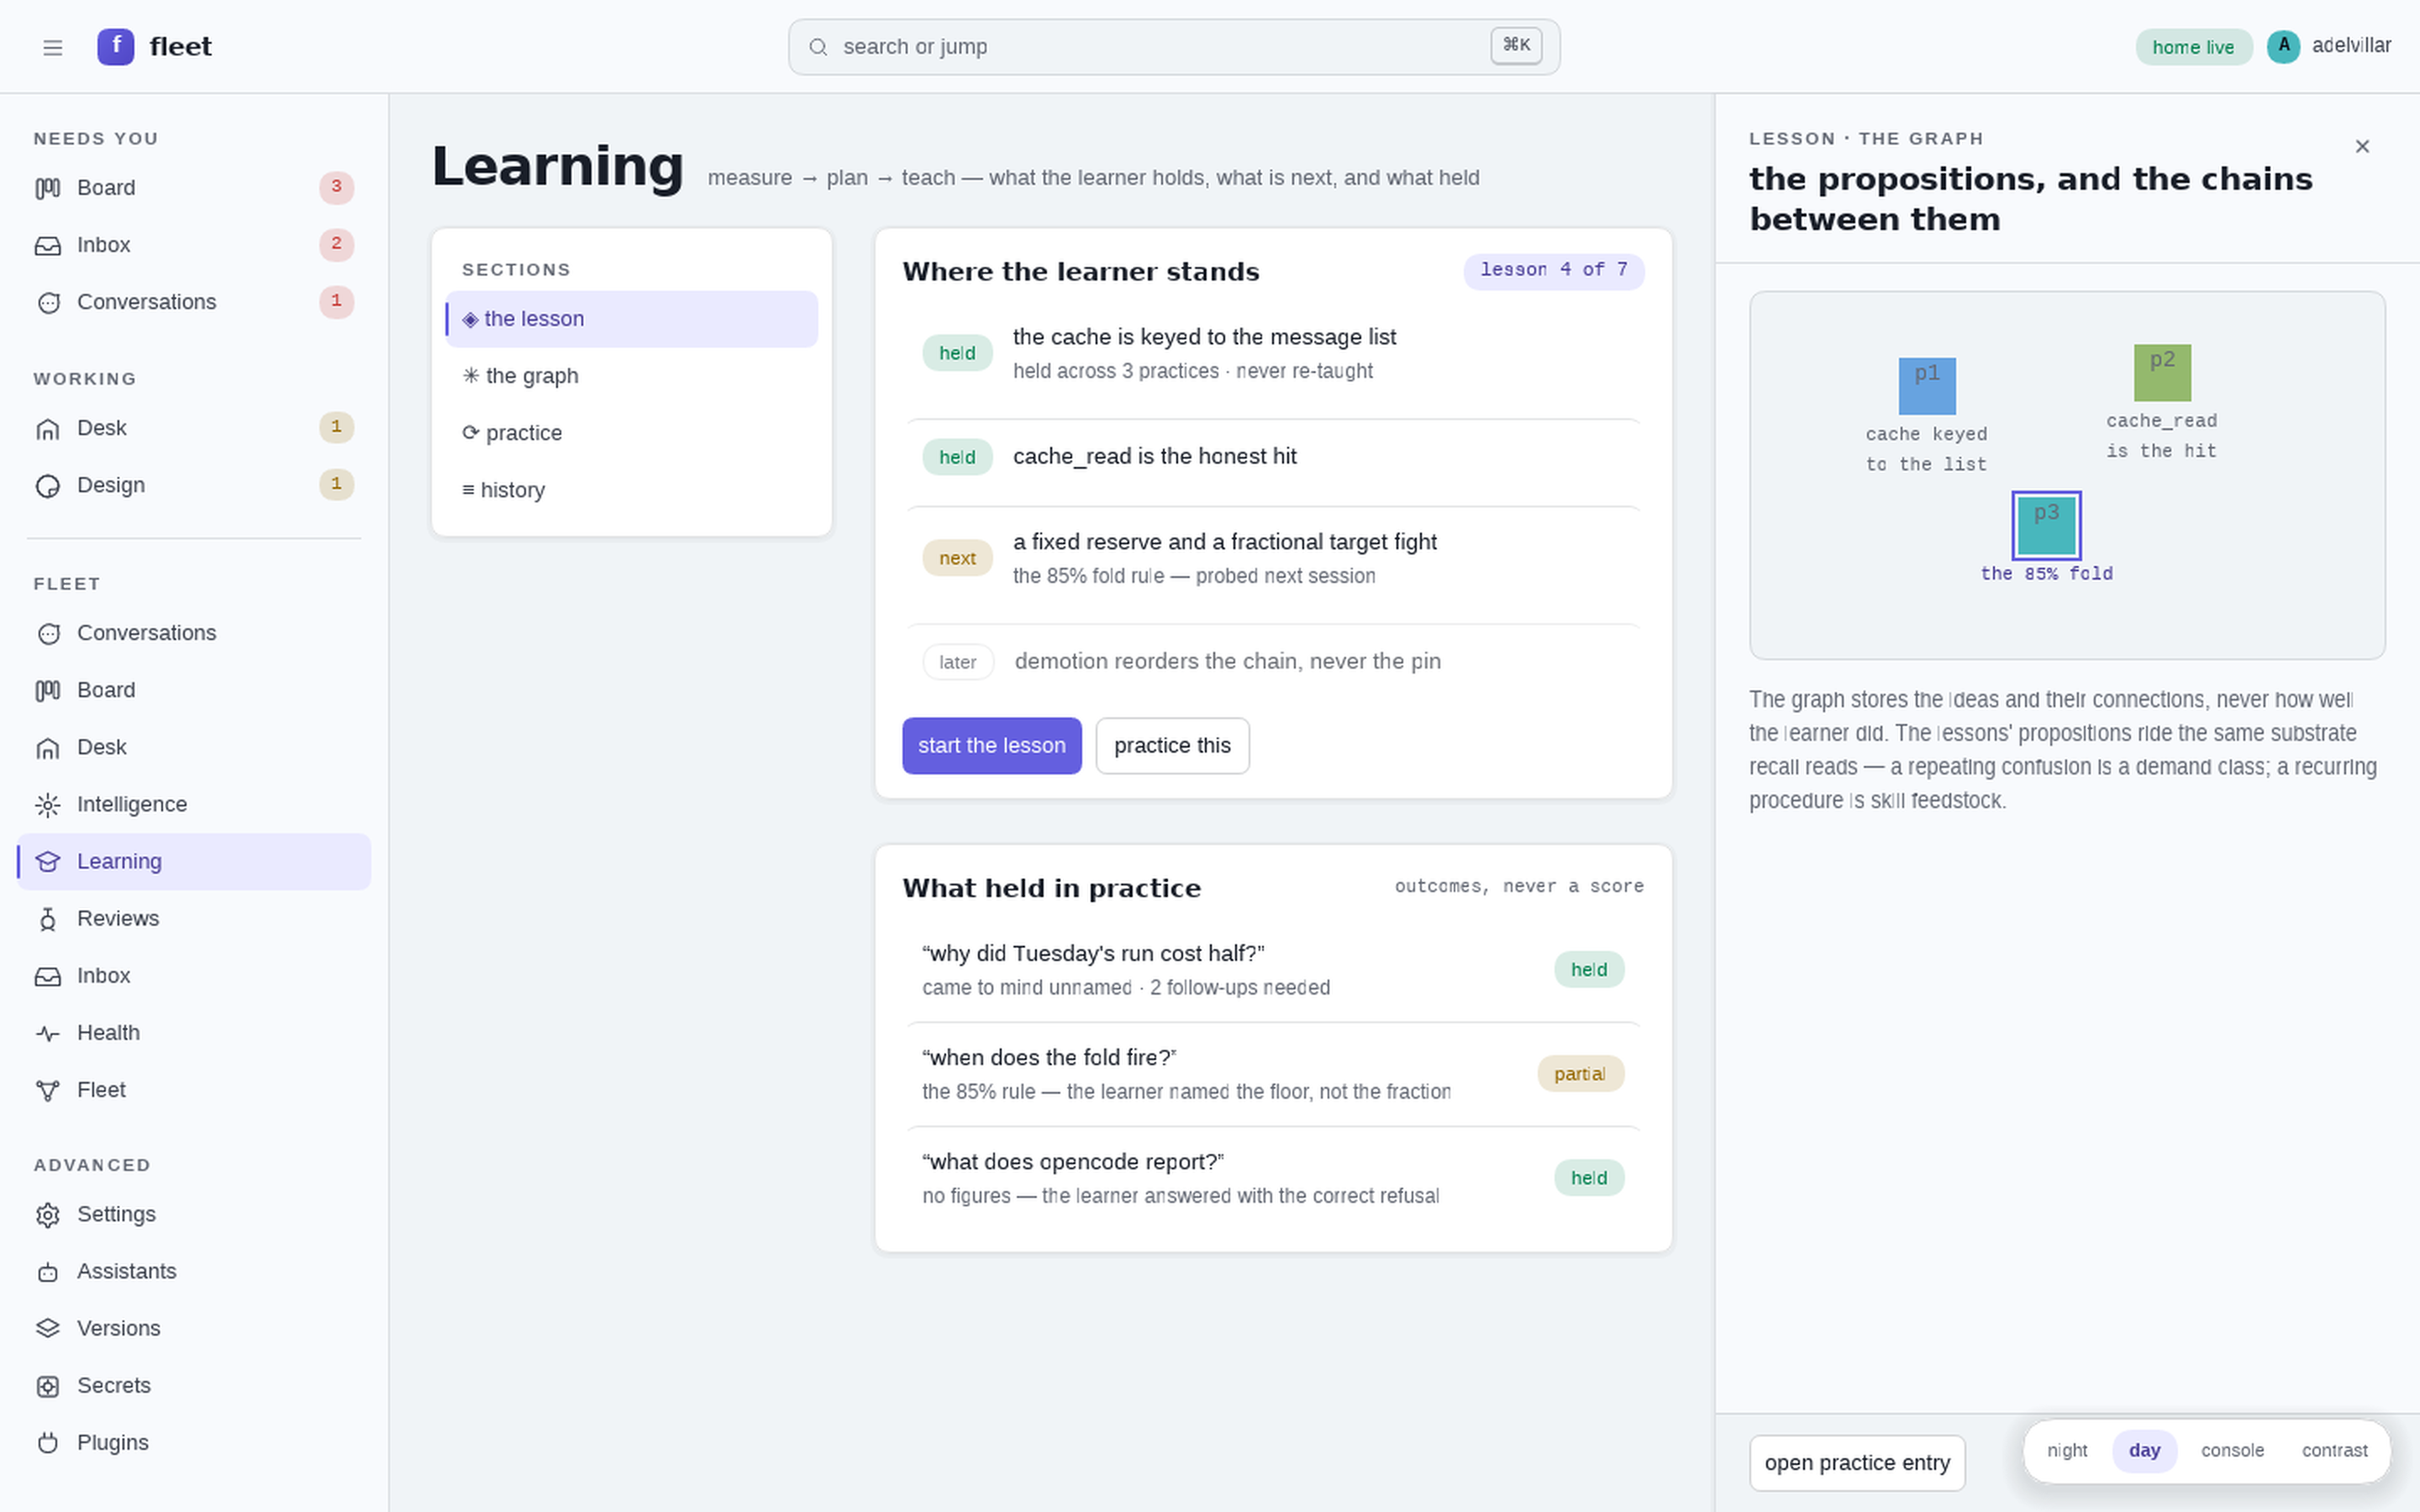 fleet
search or jump
⌘K
home live
A
adelvillar
NEEDS YOU
Board
3
Inbox
2
Conversations
1
WORKING
Desk
1
Design
1
FLEET
Conversations
Board
Desk
Intelligence
Learning
Reviews
Inbox
Health
Fleet
ADVANCED
Settings
Assistants
Versions
Secrets
Plugins
Learning
measure → plan → teach — what the learner holds, what is next, and what held
SECTIONS
◈ the lesson
✳ the graph
⟳ practice
≡ history
Where the learner stands
lesson 4 of 7
held
the cache is keyed to the message list
held across 3 practices · never re-taught
held
cache_read is the honest hit
next
a fixed reserve and a fractional target fight
the 85% fold rule — probed next session
later
demotion reorders the chain, never the pin
start the lesson
practice this
What held in practice
outcomes, never a score
“why did Tuesday's run cost half?”
came to mind unnamed · 2 follow-ups needed
held
“when does the fold fire?”
the 85% rule — the learner named the floor, not the fraction
partial
“what does opencode report?”
no figures — the learner answered with the correct refusal
held
LESSON · THE GRAPH
×
the propositions, and the chains
between them
p1
cache keyed
to the list
p2
cache_read
is the hit
p3
the 85% fold
The graph stores the ideas and their connections, never how well
the learner did. The lessons' propositions ride the same substrate
recall reads — a repeating confusion is a demand class; a recurring
procedure is skill feedstock.
open practice entry
night
day
console
contrast